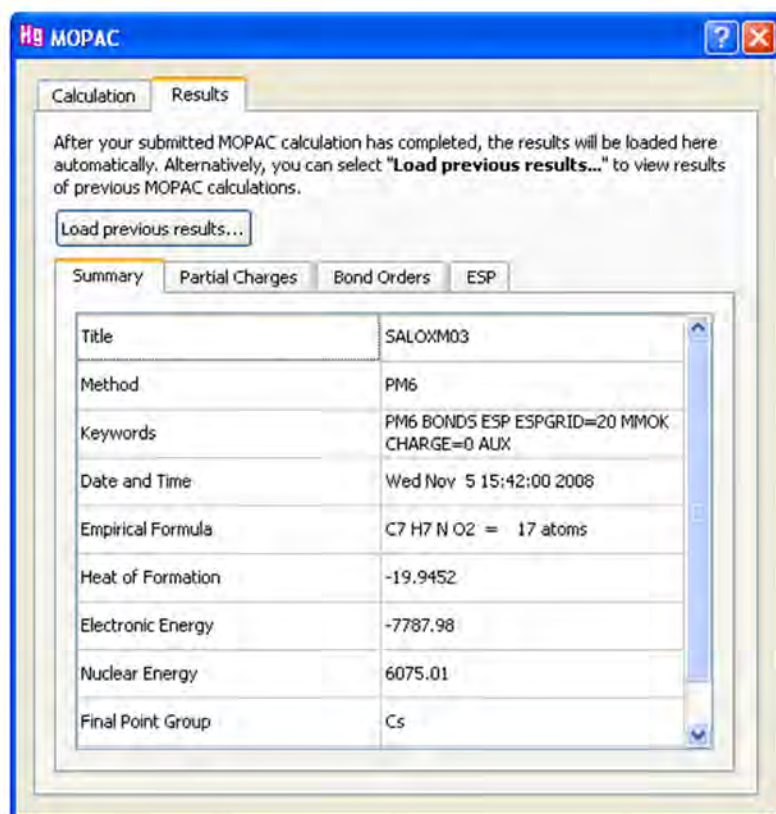 Hg MOPAC
Calculation Results
After your submitted MOPAC calculation has completed, the results will be loaded here
automatically. Alternatively, you can select "Load previous results..." to view results
of previous MOPAC calculations.
Load previous results...
Summary Partial Charges Bond Orders ESP
Title SALOXM03
Method PM6
Keywords PM6 BONDS ESP ESPGRID=20 MMOK
CHARGE=0 AUX
Date and Time Wed Nov 5 15:42:00 2008
Empirical Formula C7 H7 N O2 = 17 atoms
Heat of Formation -19.9452
Electronic Energy -7787.98
Nuclear Energy 6075.01
Final Point Group Cs